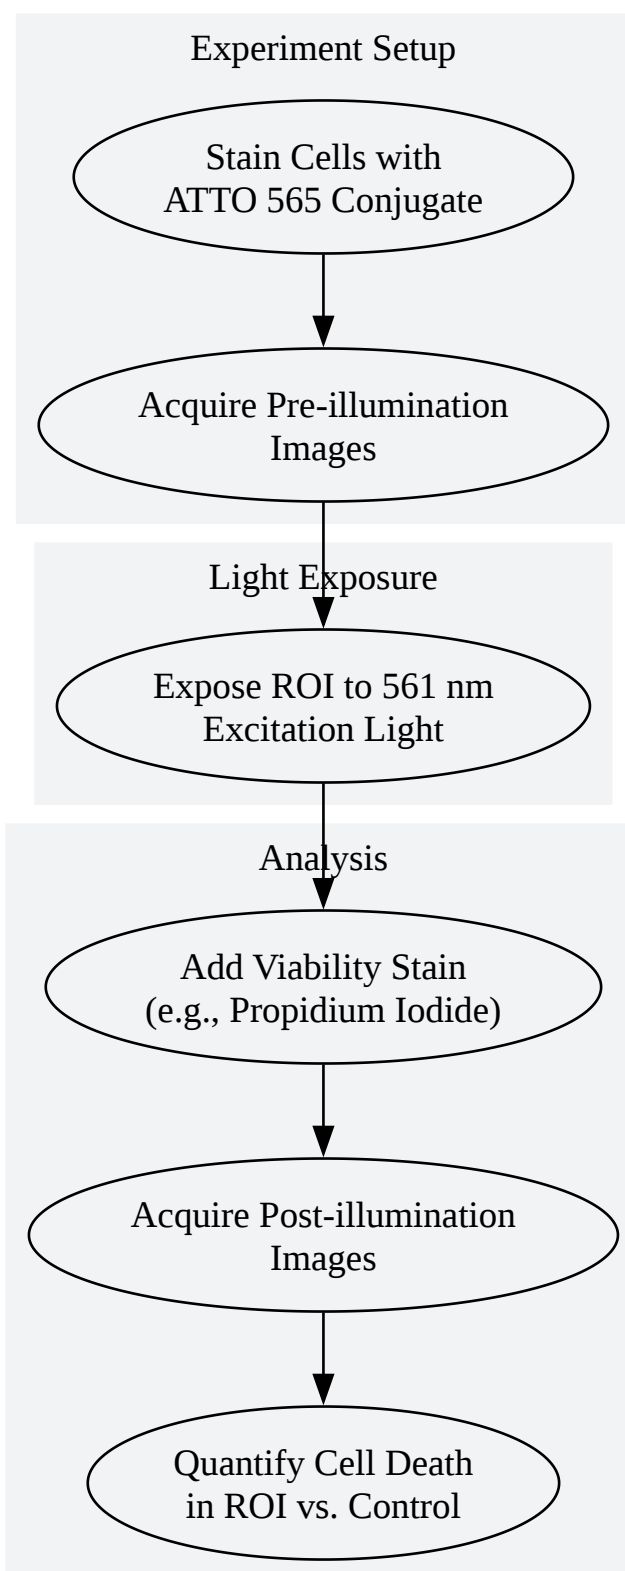 Experiment Setup
Stain Cells with
ATTO 565 Conjugate
Acquire Pre-illumination
Images
Light Exposure
Expose ROI to 561 nm
Excitation Light
Analysis
Add Viability Stain
(e.g., Propidium Iodide)
Acquire Post-illumination
Images
Quantify Cell Death
in ROI vs. Control